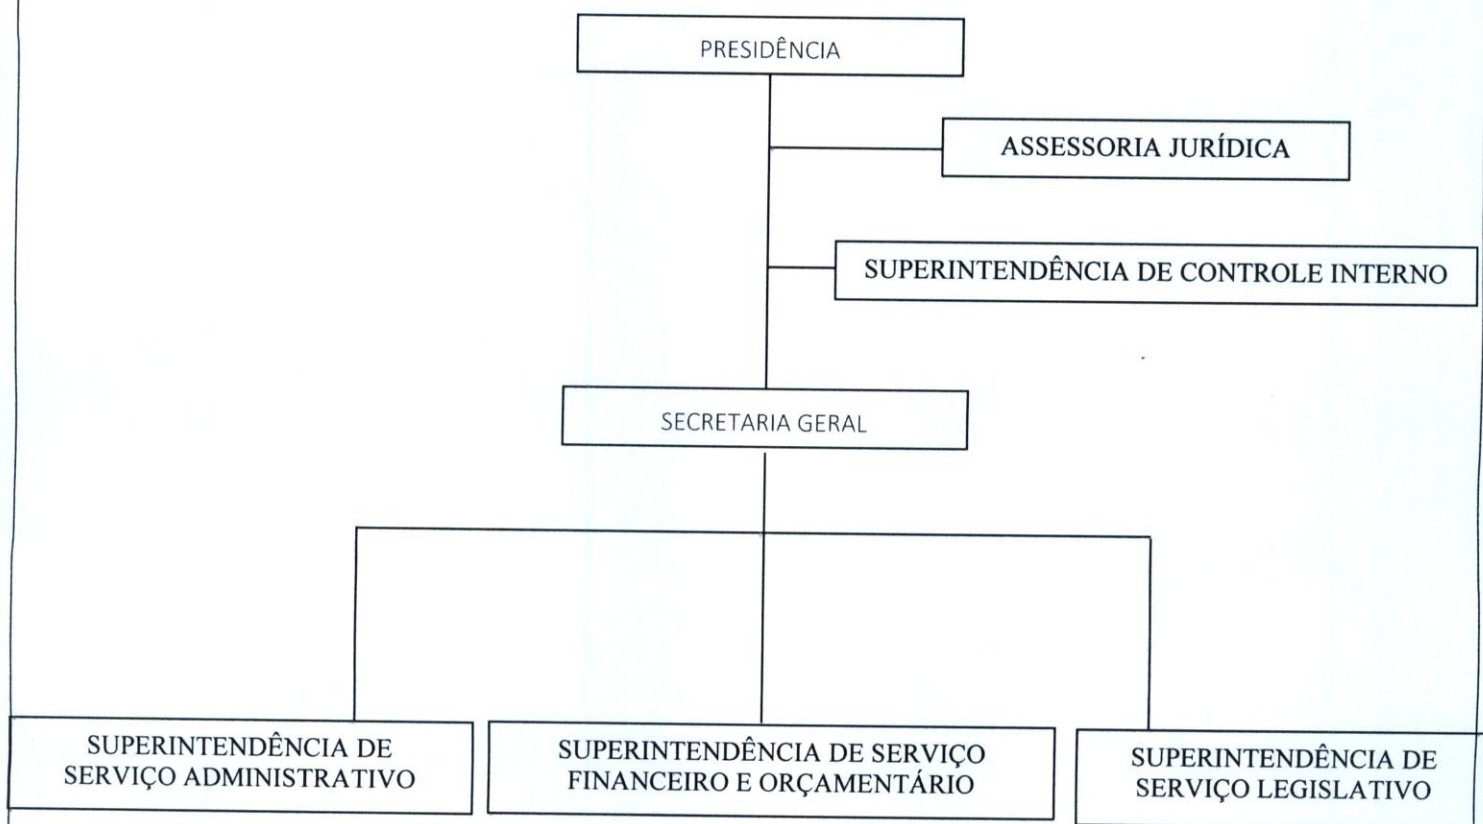 PRESIDÊNCIA
ASSESSORIA JURÍDICA
SUPERINTENDÊNCIA DE CONTROLE INTERNO
SECRETARIA GERAL
SUPERINTENDÊNCIA DE
SERVIÇO ADMINISTRATIVO
SUPERINTENDÊNCIA DE SERVIÇO
FINANCEIRO E ORÇAMENTÁRIO
SUPERINTENDÊNCIA DE
SERVIÇO LEGISLATIVO